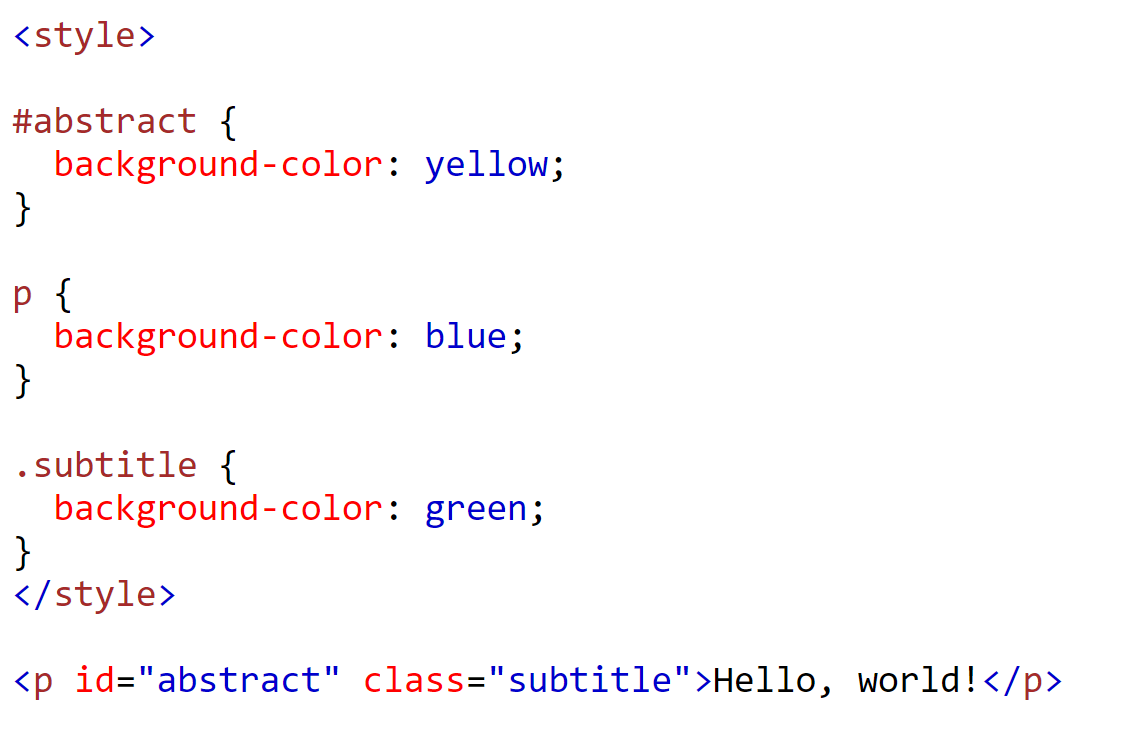 <style>
#abstract {
  background-color: yellow;
}
p {
  background-color: blue;
}
.subtitle {
  background-color: green;
}
</style>
<p id="abstract" class="subtitle">Hello, world!</p>